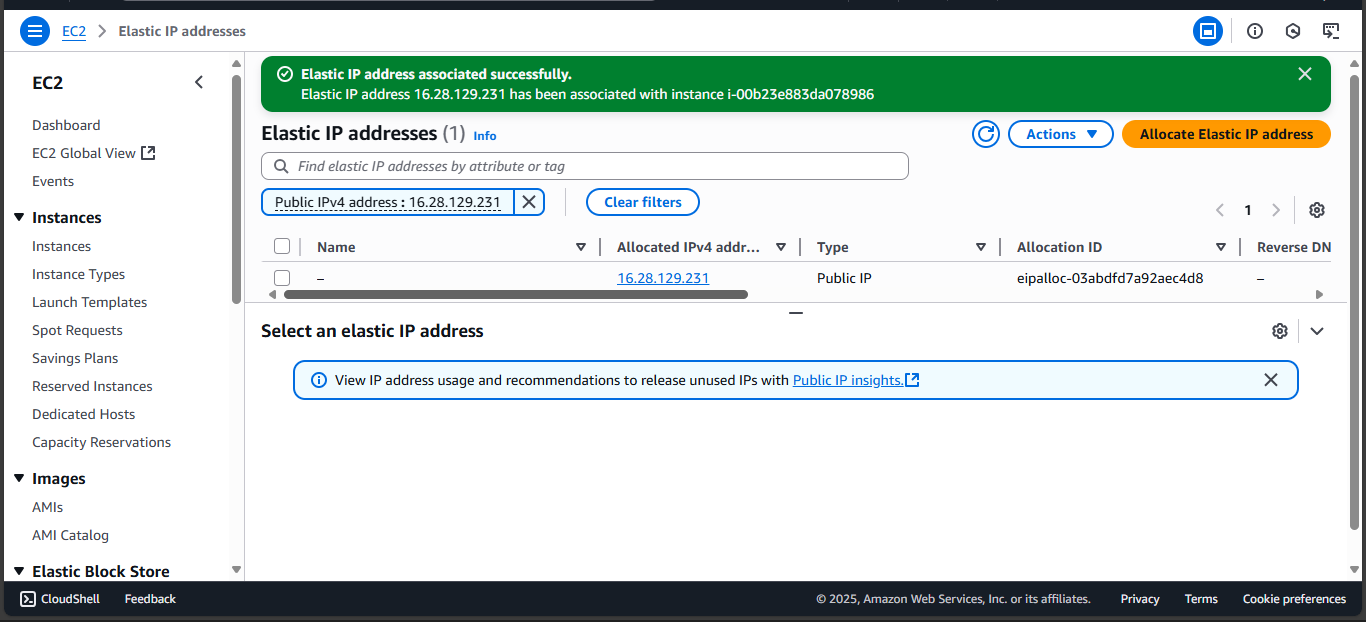 EC2 > Elastic IP addresses
EC2
Dashboard
EC2 Global View
Events
Instances
Instances
Instance Types
Launch Templates
Spot Requests
Savings Plans
Reserved Instances
Dedicated Hosts
Capacity Reservations
Images
AMIs
AMI Catalog
Elastic Block Store
Elastic IP address associated successfully.
Elastic IP address 16.28.129.231 has been associated with instance i-00b23e883da078986
Elastic IP addresses (1) Info
Actions
Allocate Elastic IP address
Find elastic IP addresses by attribute or tag
Public IPv4 address : 16.28.129.231
Clear filters
1
Name Allocated IPv4 addr... Type Allocation ID Reverse DN
– 16.28.129.231 Public IP eipalloc-03abdfd7a92aec4d8 –
Select an elastic IP address
View IP address usage and recommendations to release unused IPs with Public IP insights.
CloudShell Feedback © 2025, Amazon Web Services, Inc. or its affiliates. Privacy Terms Cookie preferences